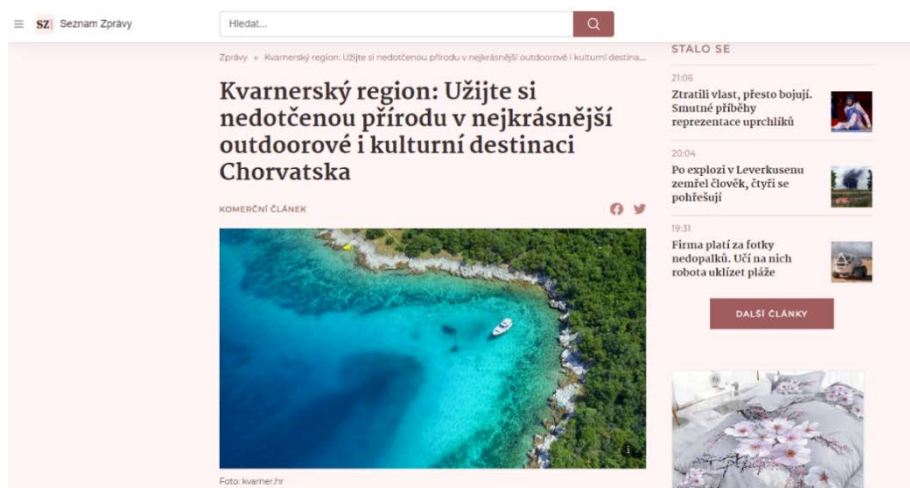 SZ Seznam Zprávy
Hledat...
Zprávy » Kvarnerský region: Užijte si nedotčenou přírodu v nejkrásnější outdoorové i kulturní destina...
Kvarnerský region: Užijte si
nedotčenou přírodu v nejkrásnější
outdoorové i kulturní destinaci
Chorvatska
KOMERČNÍ ČLÁNEK
Foto: kvarner.hr
STALO SE
21:06
Ztratili vlast, přesto bojují.
Smutné příběhy
reprezentace uprchlíků
20:04
Po explozi v Leverkusenu
zemřel člověk, čtyři se
pohřešují
19:31
Firma platí za fotky
nedopalků. Učí na nich
robota uklízet pláže
DALŠÍ ČLÁNKY